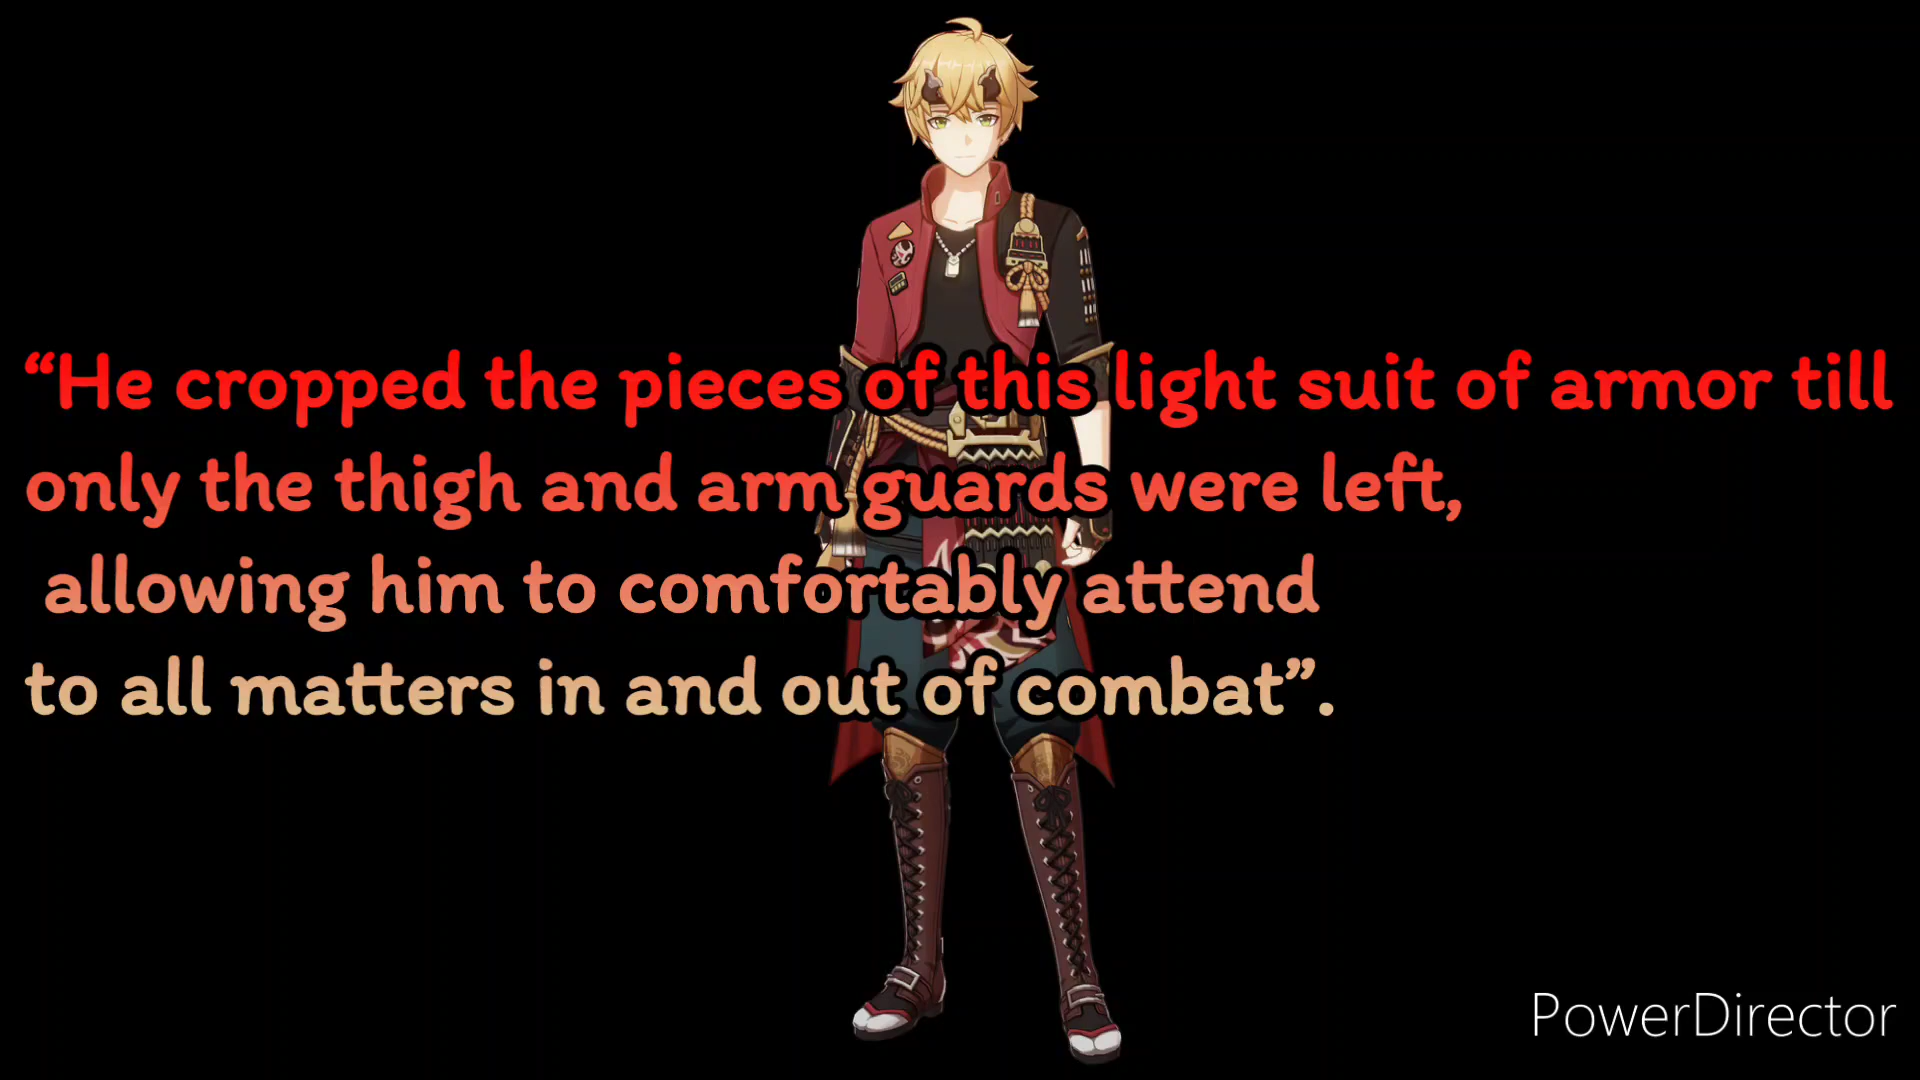 “He cropped the pieces of this light suit of armor till
only the thigh and arm guards were left,
allowing him to comfortably attend
to all matters in and out of combat”.
PowerDirector